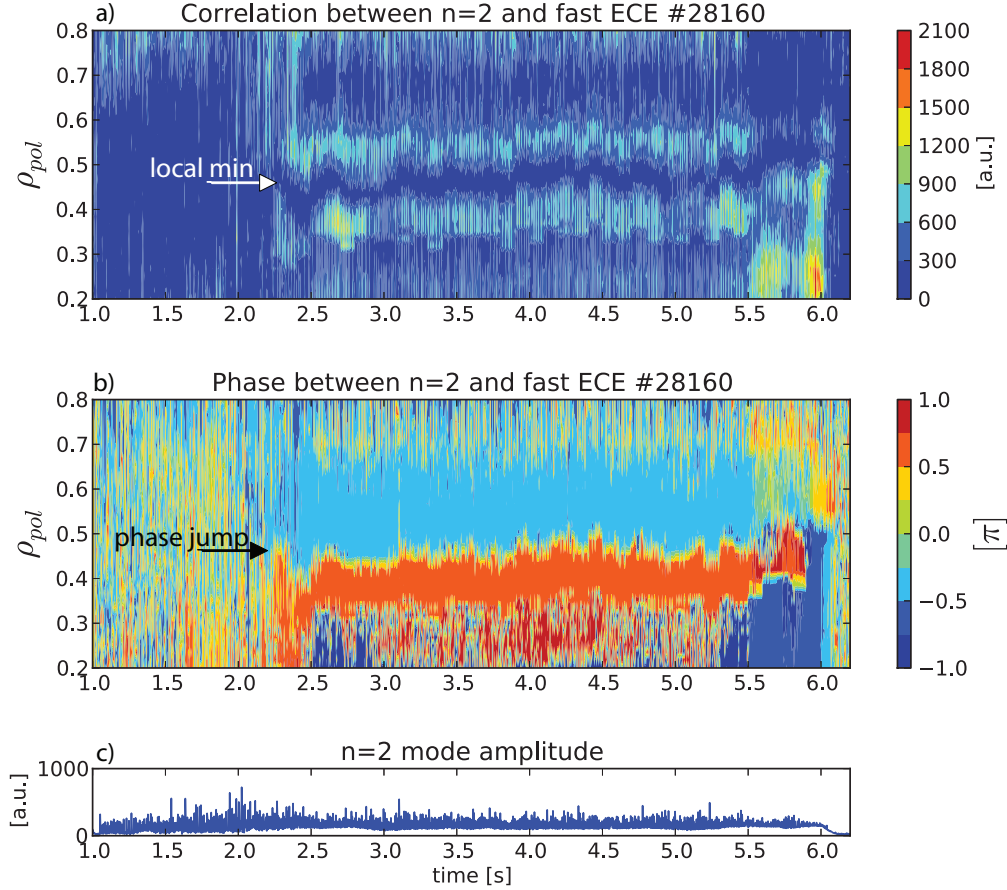 a) Correlation between n=2 and fast ECE #28160
0.8
0.7
0.6
0.5
0.4
0.3
0.2
ρpol
local min
1.0 1.5 2.0 2.5 3.0 3.5 4.0 4.5 5.0 5.5 6.0
2100
1800
1500
1200
900
600
300
0
[a.u.]
b) Phase between n=2 and fast ECE #28160
0.8
0.7
0.6
0.5
0.4
0.3
0.2
ρpol
phase jump
1.0 1.5 2.0 2.5 3.0 3.5 4.0 4.5 5.0 5.5 6.0
1.0
0.5
0.0
−0.5
−1.0
[π]
c) n=2 mode amplitude
1000
0
[a.u.]
1.0 1.5 2.0 2.5 3.0 3.5 4.0 4.5 5.0 5.5 6.0
time [s]